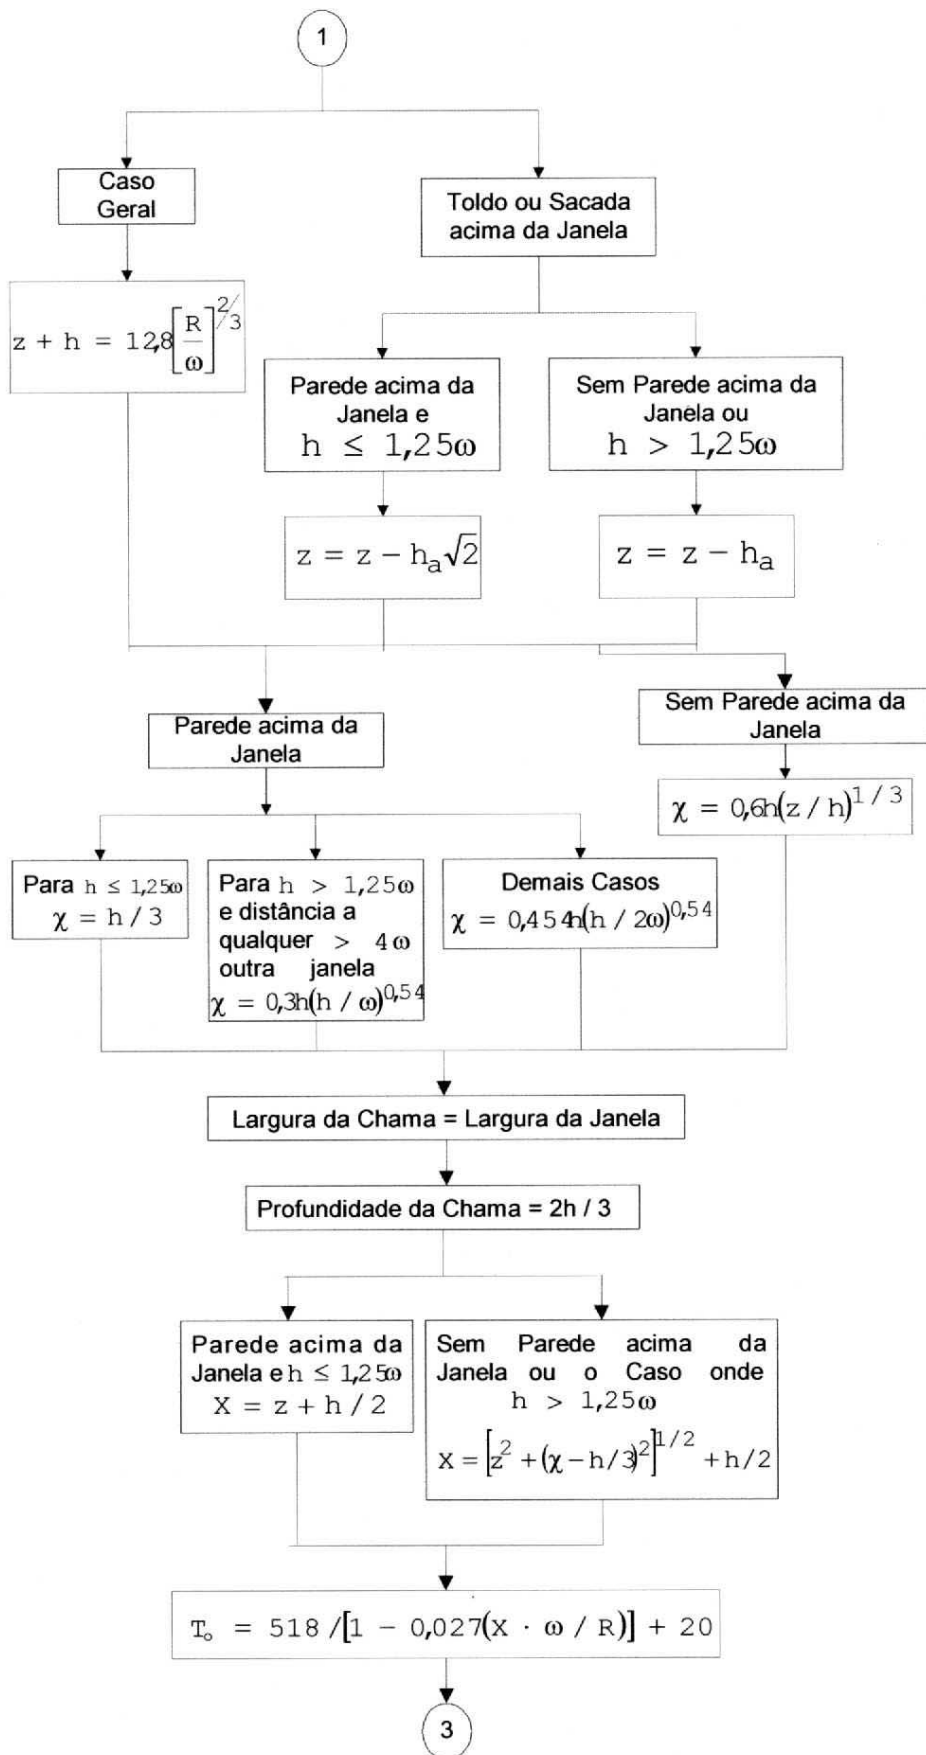 1
Caso
Geral
Toldo ou Sacada
acima da Janela
z + h = 12,8[R/ω]^2/3
Parede acima da
Janela e
h ≤ 1,25ω
Sem Parede acima da
Janela ou
h > 1,25ω
z = z − hₐ√2
z = z − hₐ
Parede acima da
Janela
Sem Parede acima da
Janela
χ = 0,6h(z / h)^1 / 3
Para h ≤ 1,25ω
χ = h / 3
Para h > 1,25ω
e distância a
qualquer > 4ω
outra janela
χ = 0,3h(h / ω)^0,54
Demais Casos
χ = 0,454h(h / 2ω)^0,54
Largura da Chama = Largura da Janela
Profundidade da Chama = 2h / 3
Parede acima da
Janela e h ≤ 1,25ω
X = z + h / 2
Sem Parede acima da
Janela ou o Caso onde
h > 1,25ω
X = [z² + (χ − h/3)²]^1/2 + h/2
Tₒ = 518 /[1 − 0,027(X · ω / R)] + 20
3